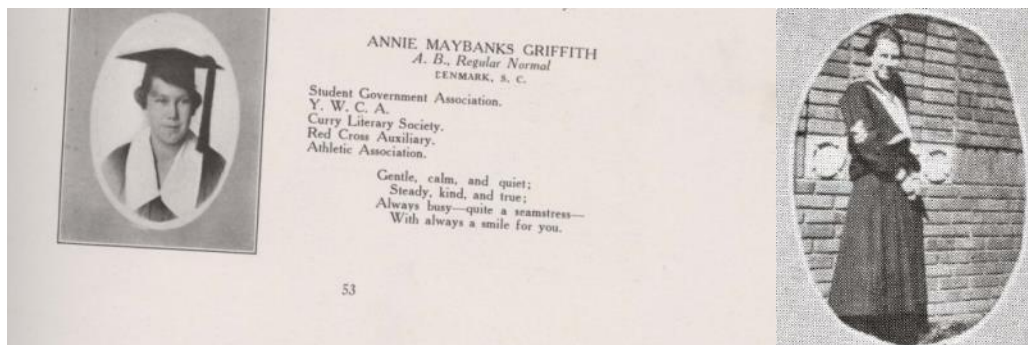 ANNIE MAYBANKS GRIFFITH
A. B., Regular Normal
DENMARK, S. C.
Student Government Association.
Y. W. C. A.
Curry Literary Society.
Red Cross Auxiliary.
Athletic Association.
Gentle, calm, and quiet;
Steady, kind, and true;
Always busy—quite a seamstress—
With always a smile for you.
53